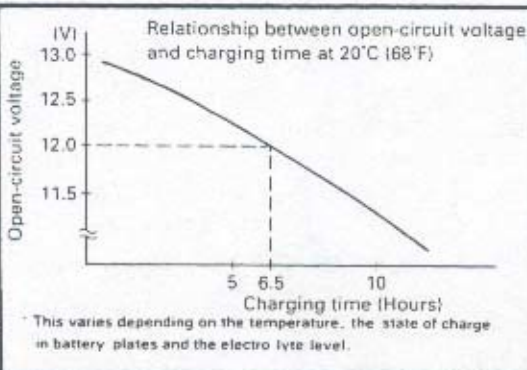 (V)
Relationship between open-circuit voltage
and charging time at 20°C (68°F)
Open-circuit voltage
13.0
12.5
12.0
11.5
5 6.5 10
Charging time (Hours)
* This varies depending on the temperature, the state of charge
in battery plates and the electro lyte level.